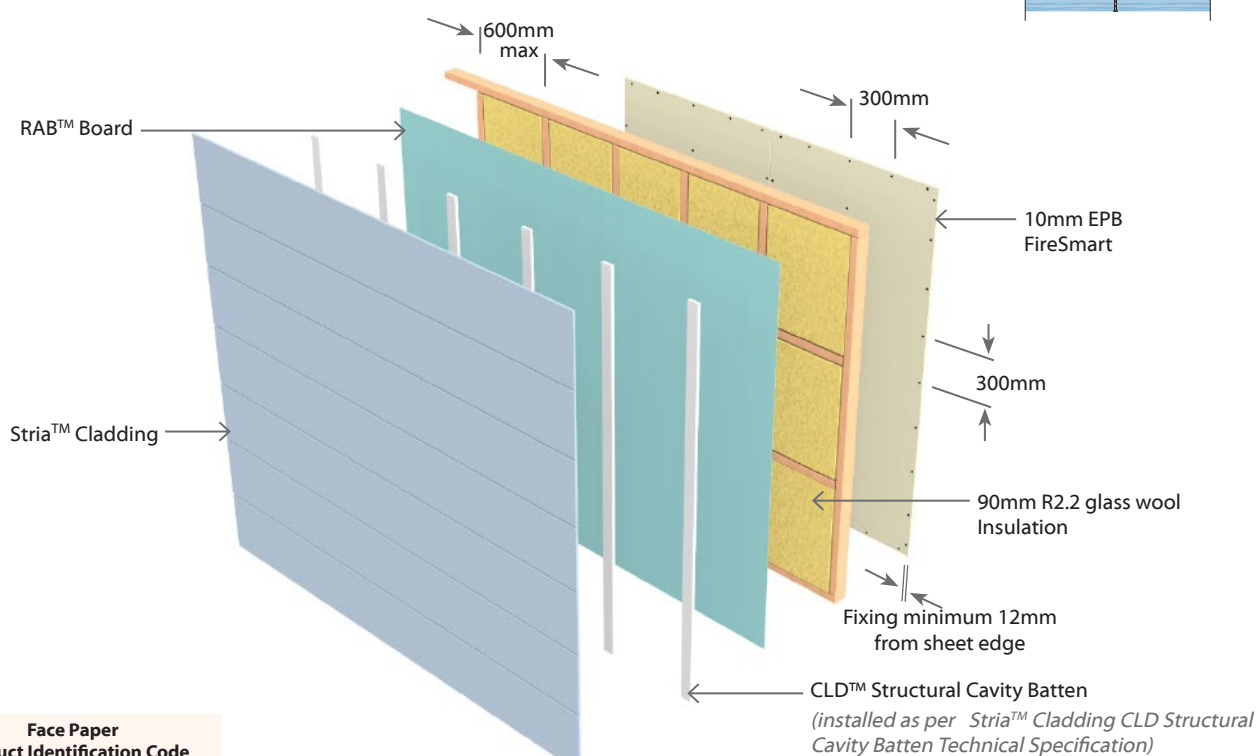 600mm
max
300mm
RAB™ Board
10mm EPB
FireSmart
300mm
Stria™ Cladding
90mm R2.2 glass wool
Insulation
Fixing minimum 12mm
from sheet edge
CLD™ Structural Cavity Batten
(installed as per Stria™ Cladding CLD Structural
Cavity Batten Technical Specification)
Face Paper
Identification Code